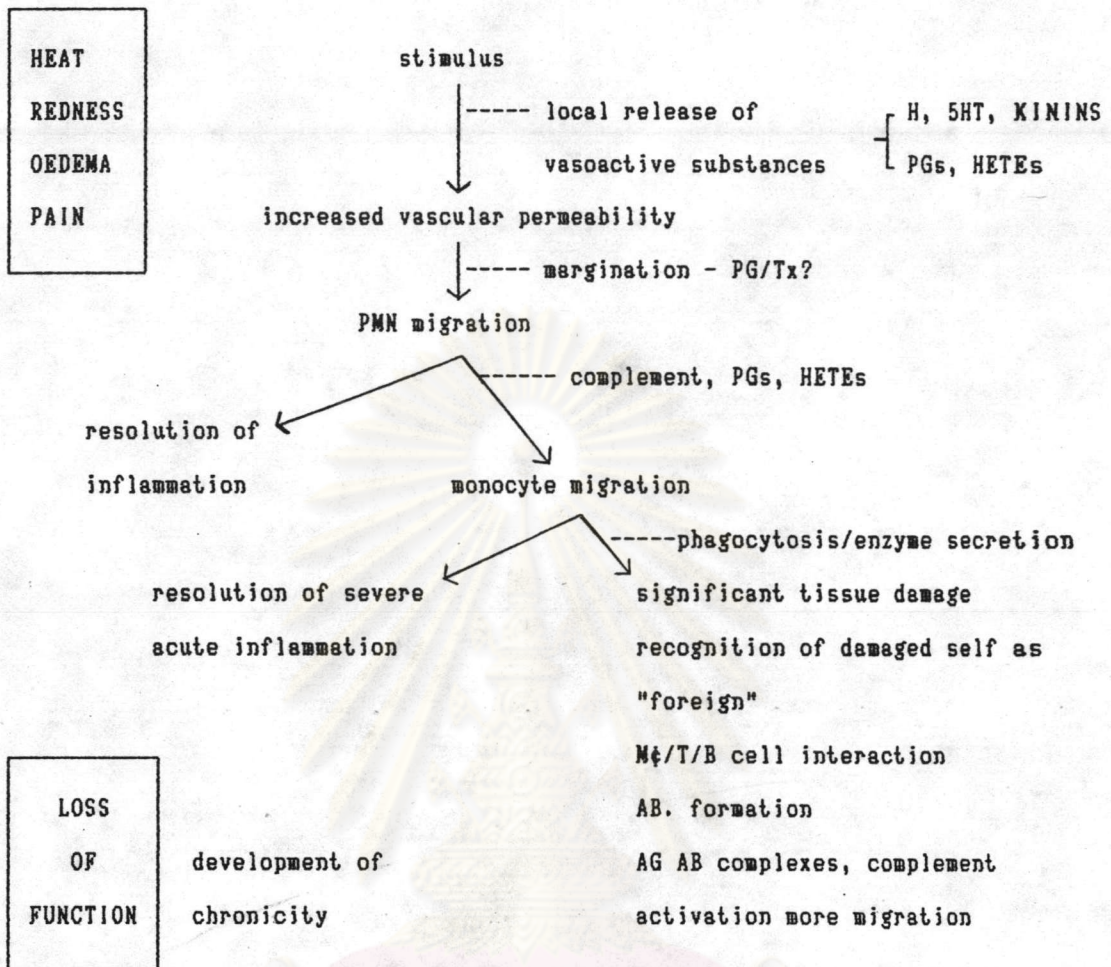 HEAT
stimulus
REDNESS
----- local release of
H, 5HT, KININS
OEDEMA
vasoactive substances
PGs, HETEs
PAIN
increased vascular permeability
----- margination - PG/Tx?
PMN migration
----- complement, PGs, HETEs
resolution of
inflammation
monocyte migration
-----phagocytosis/enzyme secretion
resolution of severe
acute inflammation
significant tissue damage
recognition of damaged self as
"foreign"
M¢/T/B cell interaction
AB. formation
AG AB complexes, complement
activation more migration
LOSS
OF
FUNCTION
development of
chronicity